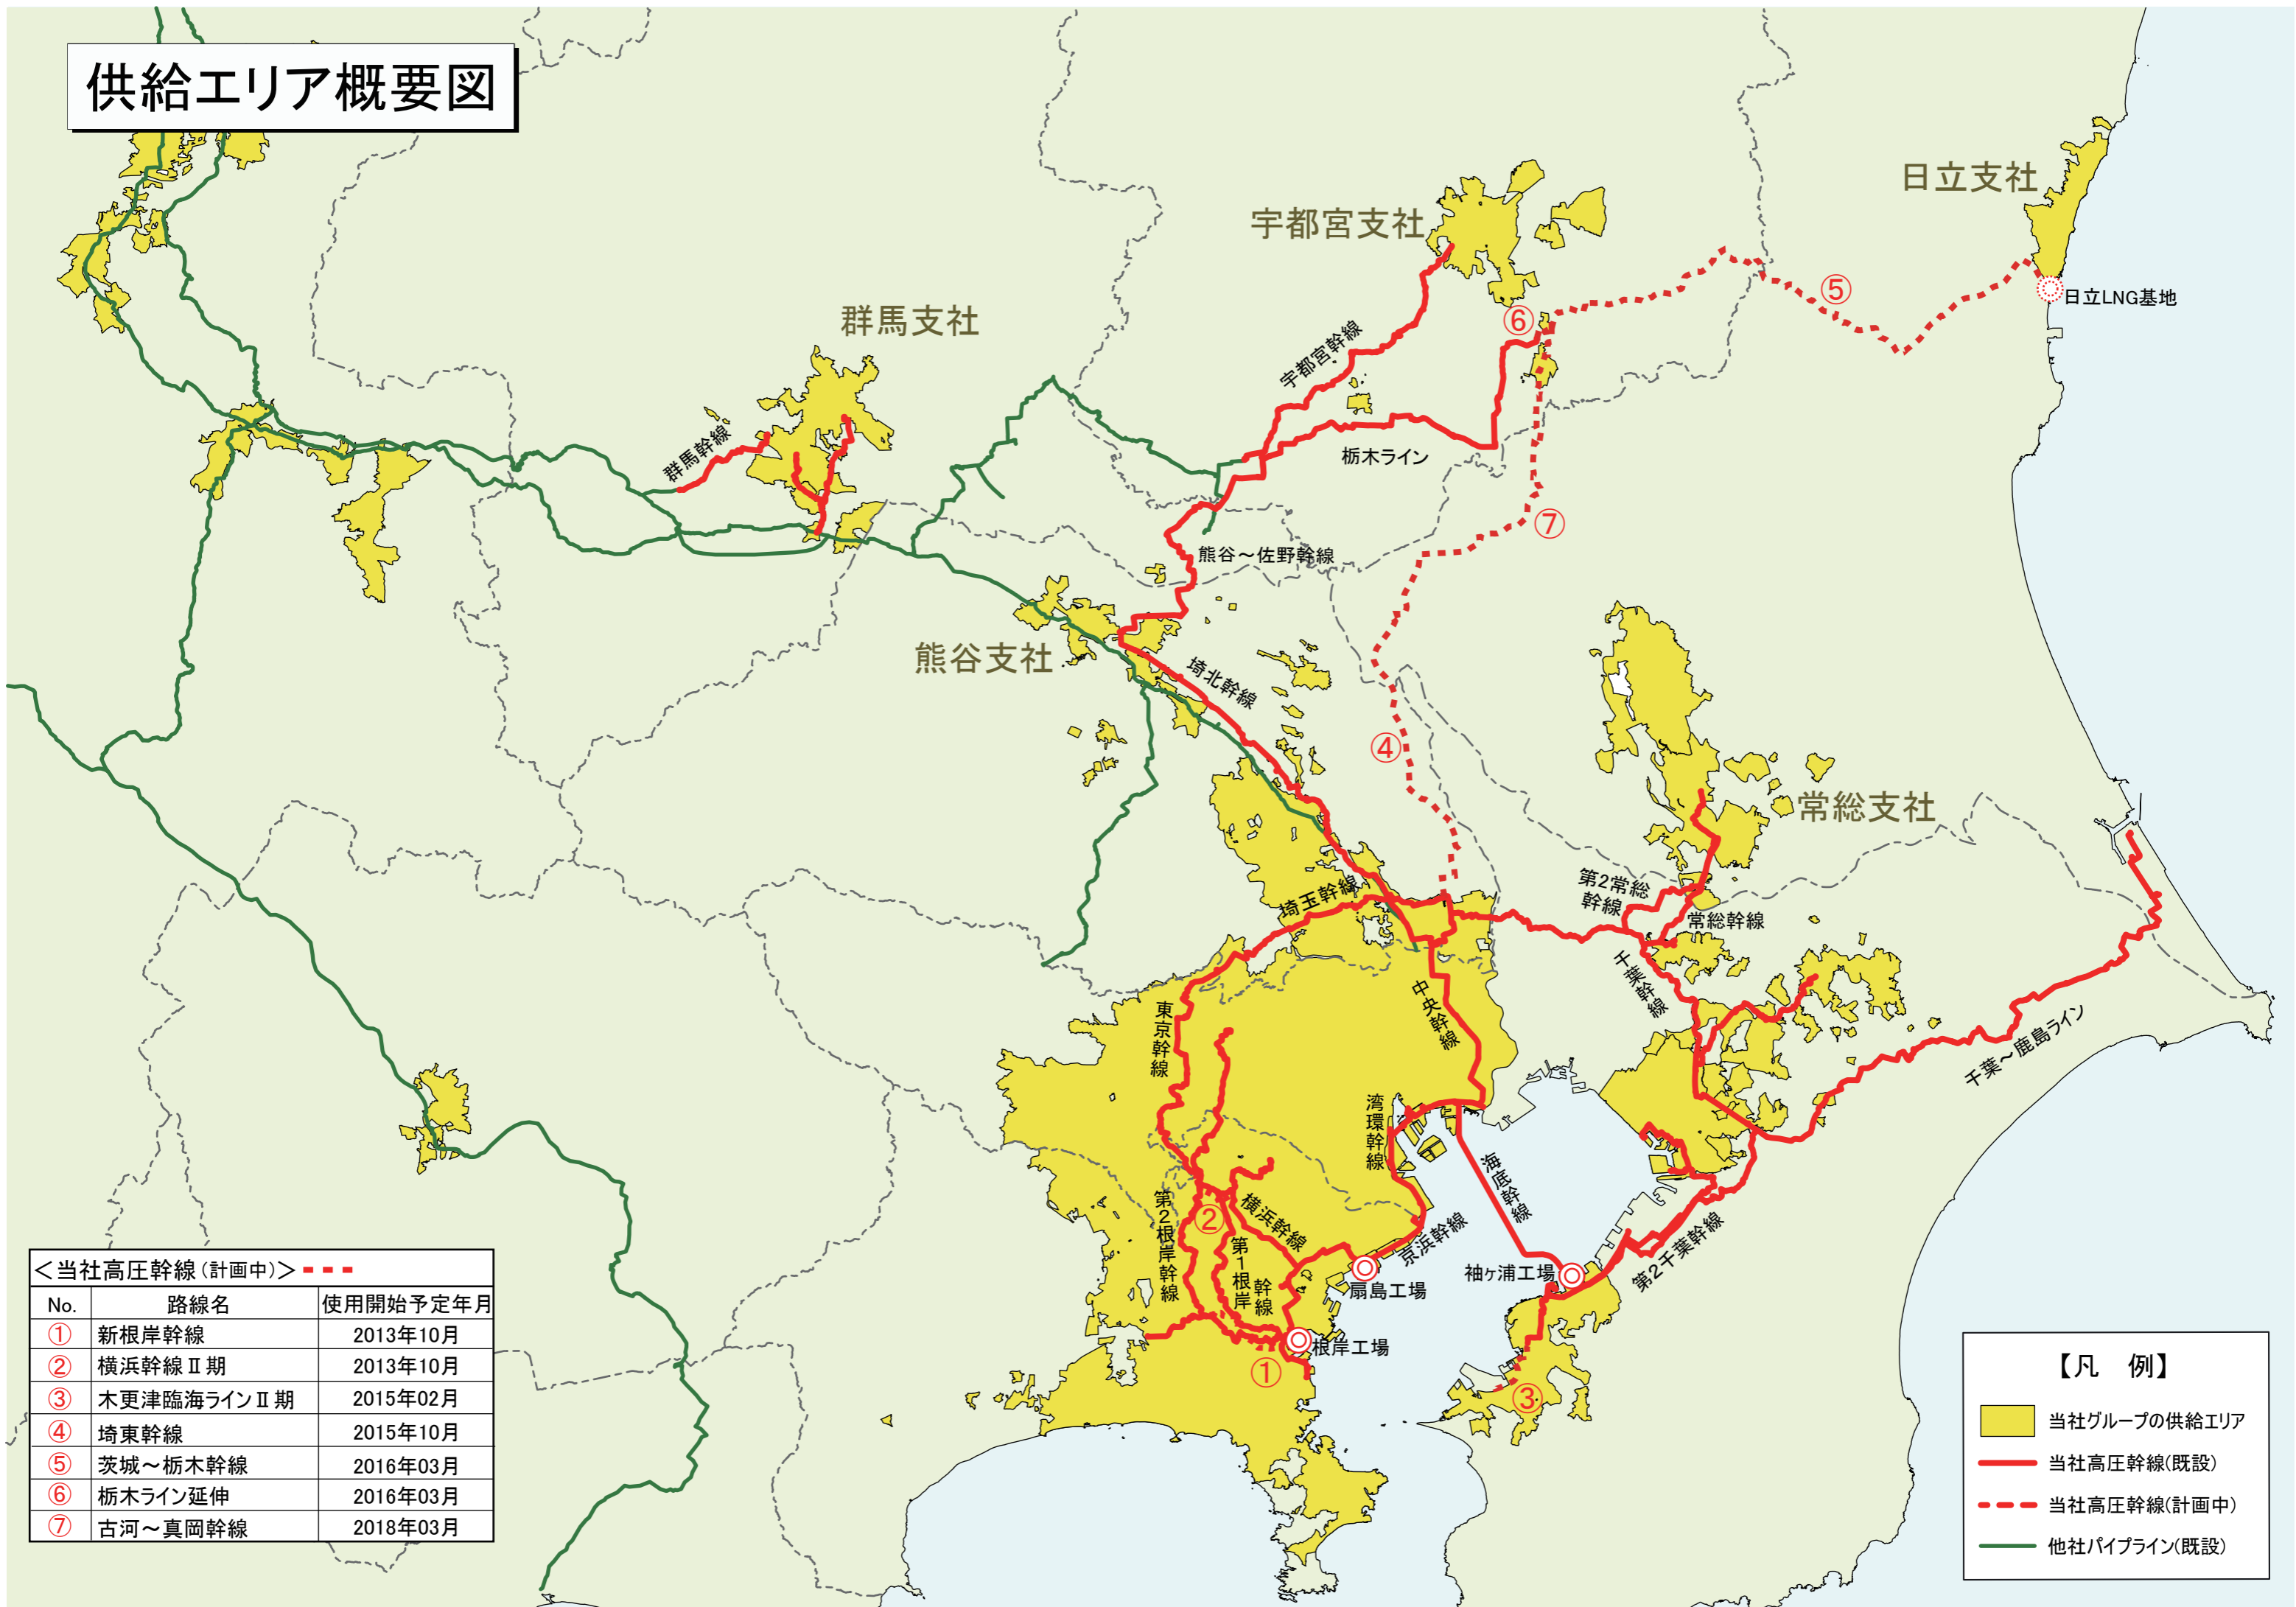 供給エリア概要図
日立支社
宇都宮支社
⑤
日立LNG基地
群馬支社
⑥
宇都宮幹線
群馬幹線
栃木ライン
⑦
熊谷～佐野幹線
熊谷支社
埼北幹線
④
常総支社
第2常総
幹線
埼玉幹線
常総幹線
千葉幹線
東京幹線
中央幹線
千葉～鹿島ライン
湾環幹線
海底幹線
第2根岸幹線
②
横浜幹線
第1根岸
幹線
京浜幹線
扇島工場
袖ヶ浦工場
第2千葉幹線
根岸工場
①
③
＜当社高圧幹線(計画中)＞
No. 路線名 使用開始予定年月
① 新根岸幹線 2013年10月
② 横浜幹線Ⅱ期 2013年10月
③ 木更津臨海ラインⅡ期 2015年02月
④ 埼東幹線 2015年10月
⑤ 茨城～栃木幹線 2016年03月
⑥ 栃木ライン延伸 2016年03月
⑦ 古河～真岡幹線 2018年03月
【凡 例】
当社グループの供給エリア
当社高圧幹線(既設)
当社高圧幹線(計画中)
他社パイプライン(既設)